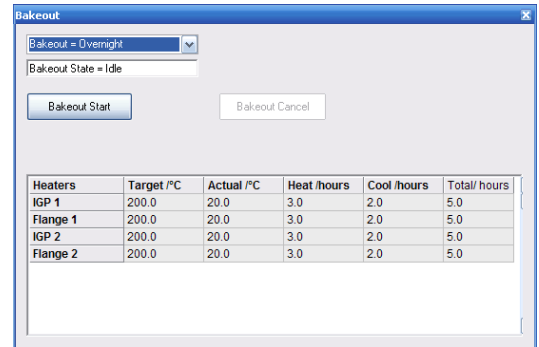 Bakeout
Bakeout = Overnight
Bakeout State = Idle
Bakeout Start Bakeout Cancel
Heaters Target /°C Actual /°C Heat /hours Cool /hours Total/ hours
IGP 1 200.0 20.0 3.0 2.0 5.0
Flange 1 200.0 20.0 3.0 2.0 5.0
IGP 2 200.0 20.0 3.0 2.0 5.0
Flange 2 200.0 20.0 3.0 2.0 5.0